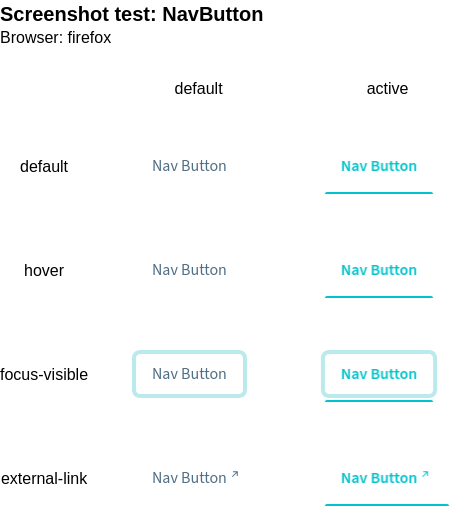 Screenshot test: NavButton
Browser: firefox
default active
default Nav Button Nav Button
hover Nav Button Nav Button
focus-visible Nav Button Nav Button
external-link Nav Button ↗ Nav Button ↗